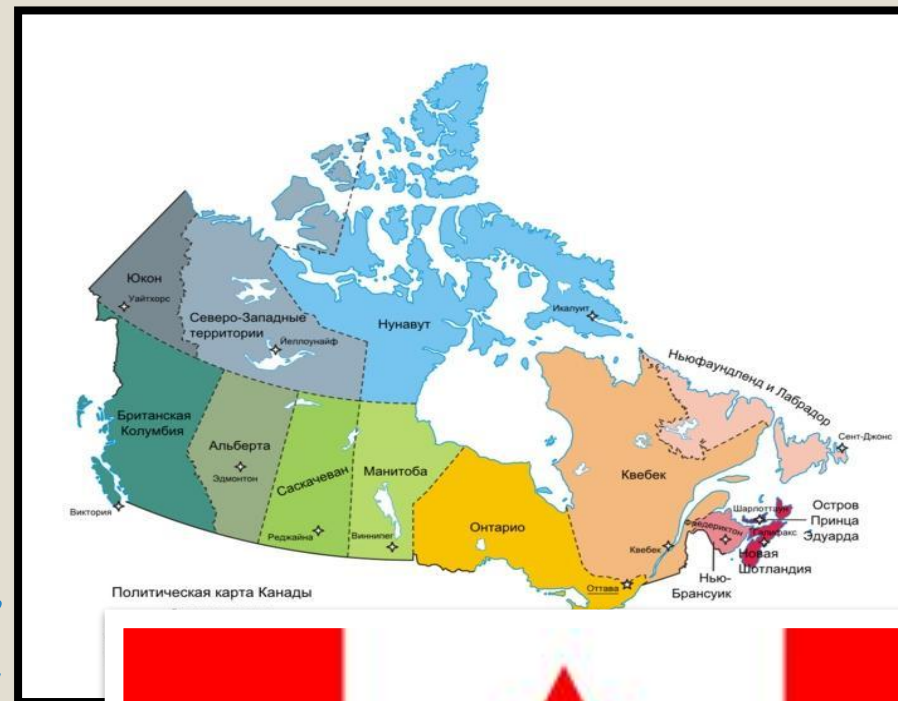 Юкон
Уайтхорс
Северо-Западные
территории
Йеллоунайф
Нунавут
Икалуит
Ньюфаундленд и Лабрадор
Сент-Джонс
Британская
Колумбия
Виктория
Альберта
Эдмонтон
Саскачеван
Реджайна
Манитоба
Виннипег
Онтарио
Оттава
Квебек
Квебек
Шарлоттаун
Остров
Принца
Эдуарда
Фредериктон
Галифакс
Новая
Шотландия
Нью-
Брансуик
Политическая карта Канады